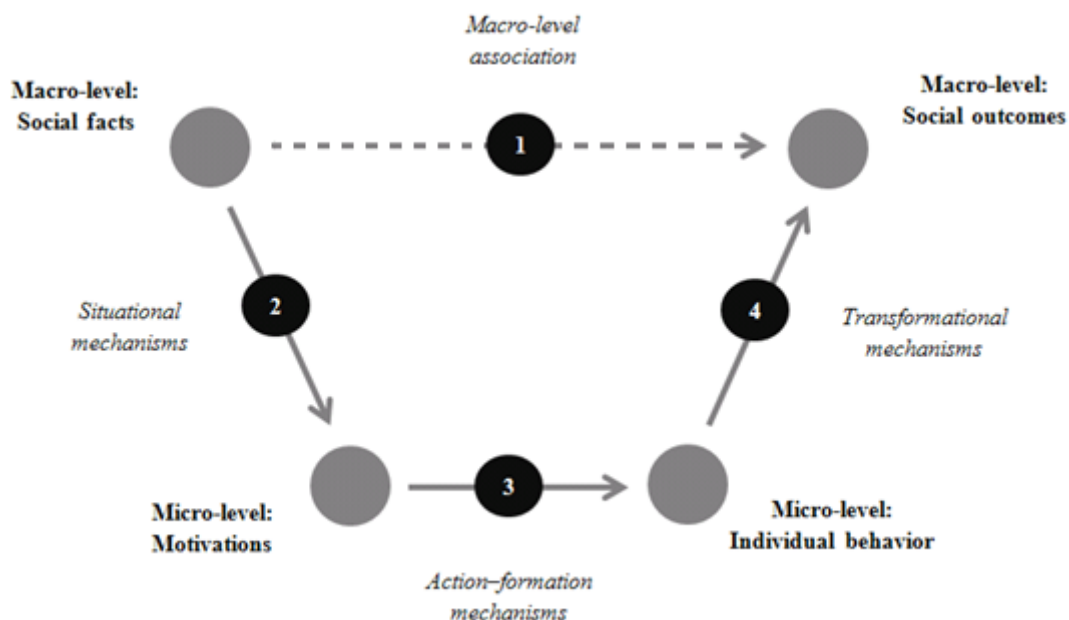 Macro-level
association
Macro-level:
Social facts
Macro-level:
Social outcomes
1
2
Situational
mechanisms
4
Transformational
mechanisms
3
Micro-level:
Motivations
Micro-level:
Individual behavior
Action–formation
mechanisms